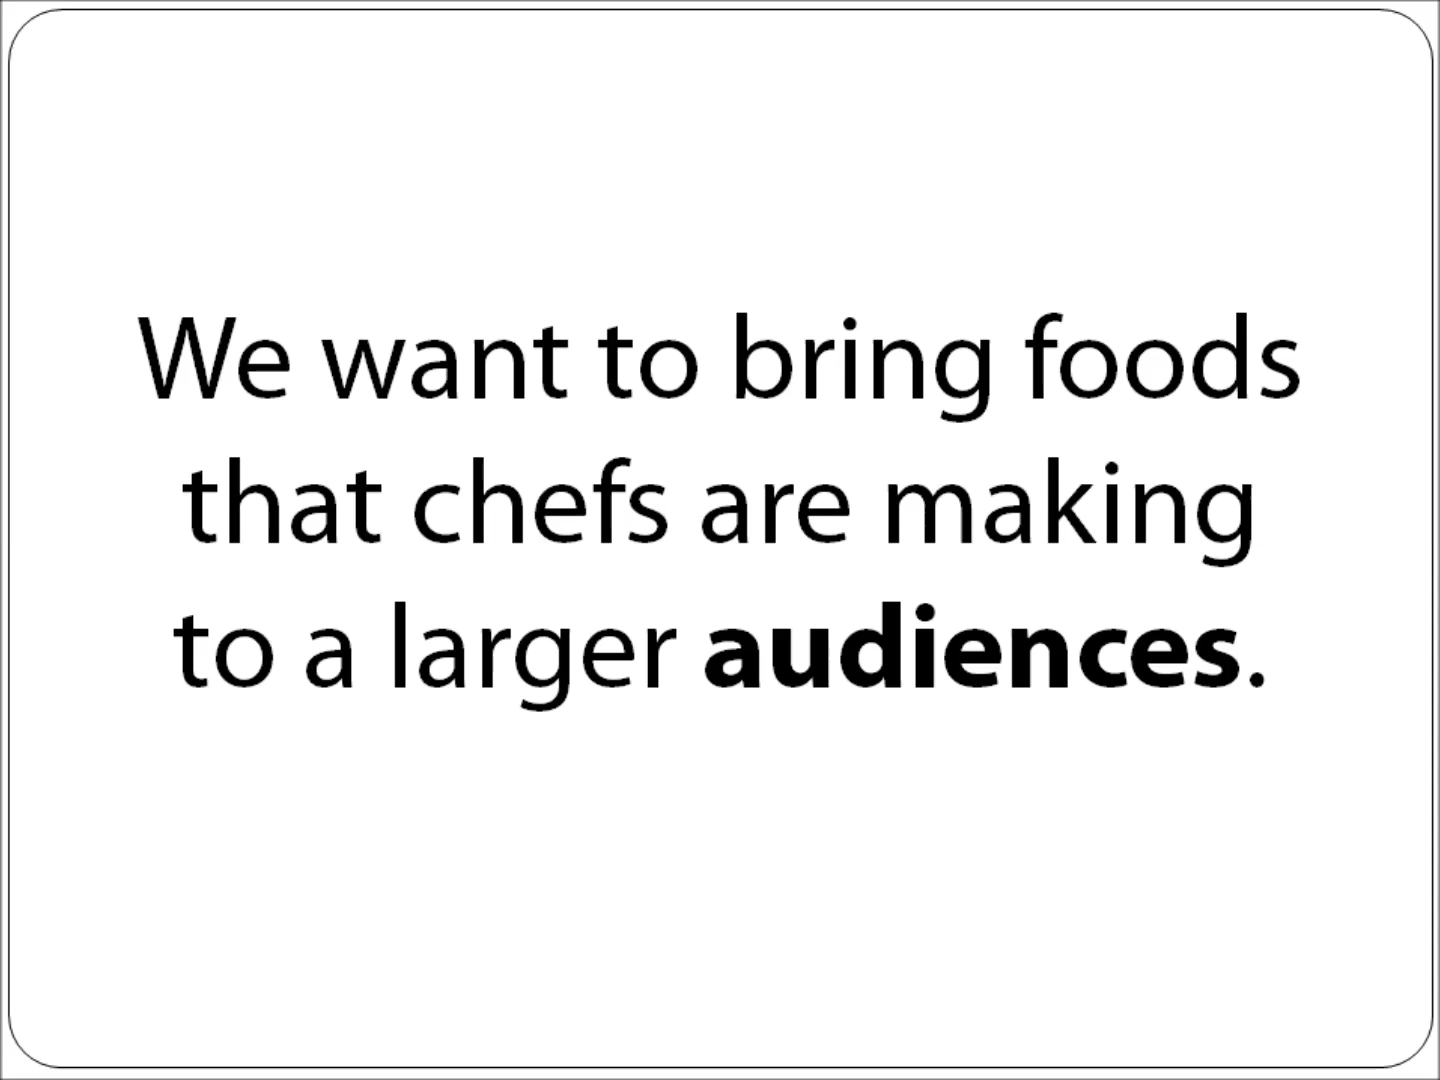 We want to bring foods
that chefs are making
to a larger audiences.